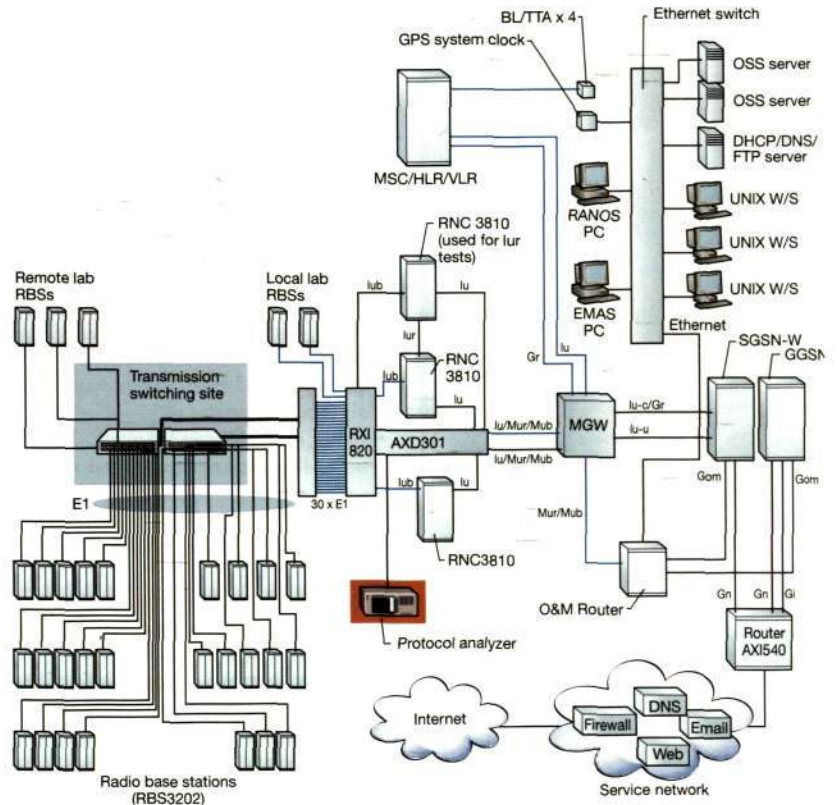 BL/TTA x 4
Ethernet switch
GPS system clock
OSS server
OSS server
DHCP/DNS/
FTP server
MSC/HLR/VLR
RANOS
PC
UNIX W/S
UNIX W/S
UNIX W/S
EMAS
PC
Ethernet
RNC 3810
(used for Iur
tests)
Remote lab
RBSs
Local lab
RBSs
Iub
Iu
Iur
Gr
Iu
SGSN-W
GGSN
Transmission
switching site
Iub
RNC
3810
Iu
RXI
820
AXD301
Iu/Mur/Mub
Iu/Mur/Mub
MGW
Iu-c/Gr
Iu-u
E1
30 x E1
Iub
Iu
Gom
Gom
Mur/Mub
RNC3810
O&M Router
Gn
Gn
Gi
Protocol analyzer
Router
AXI540
Internet
Firewall
DNS
Email
Web
Service network
Radio base stations
(RBS3202)